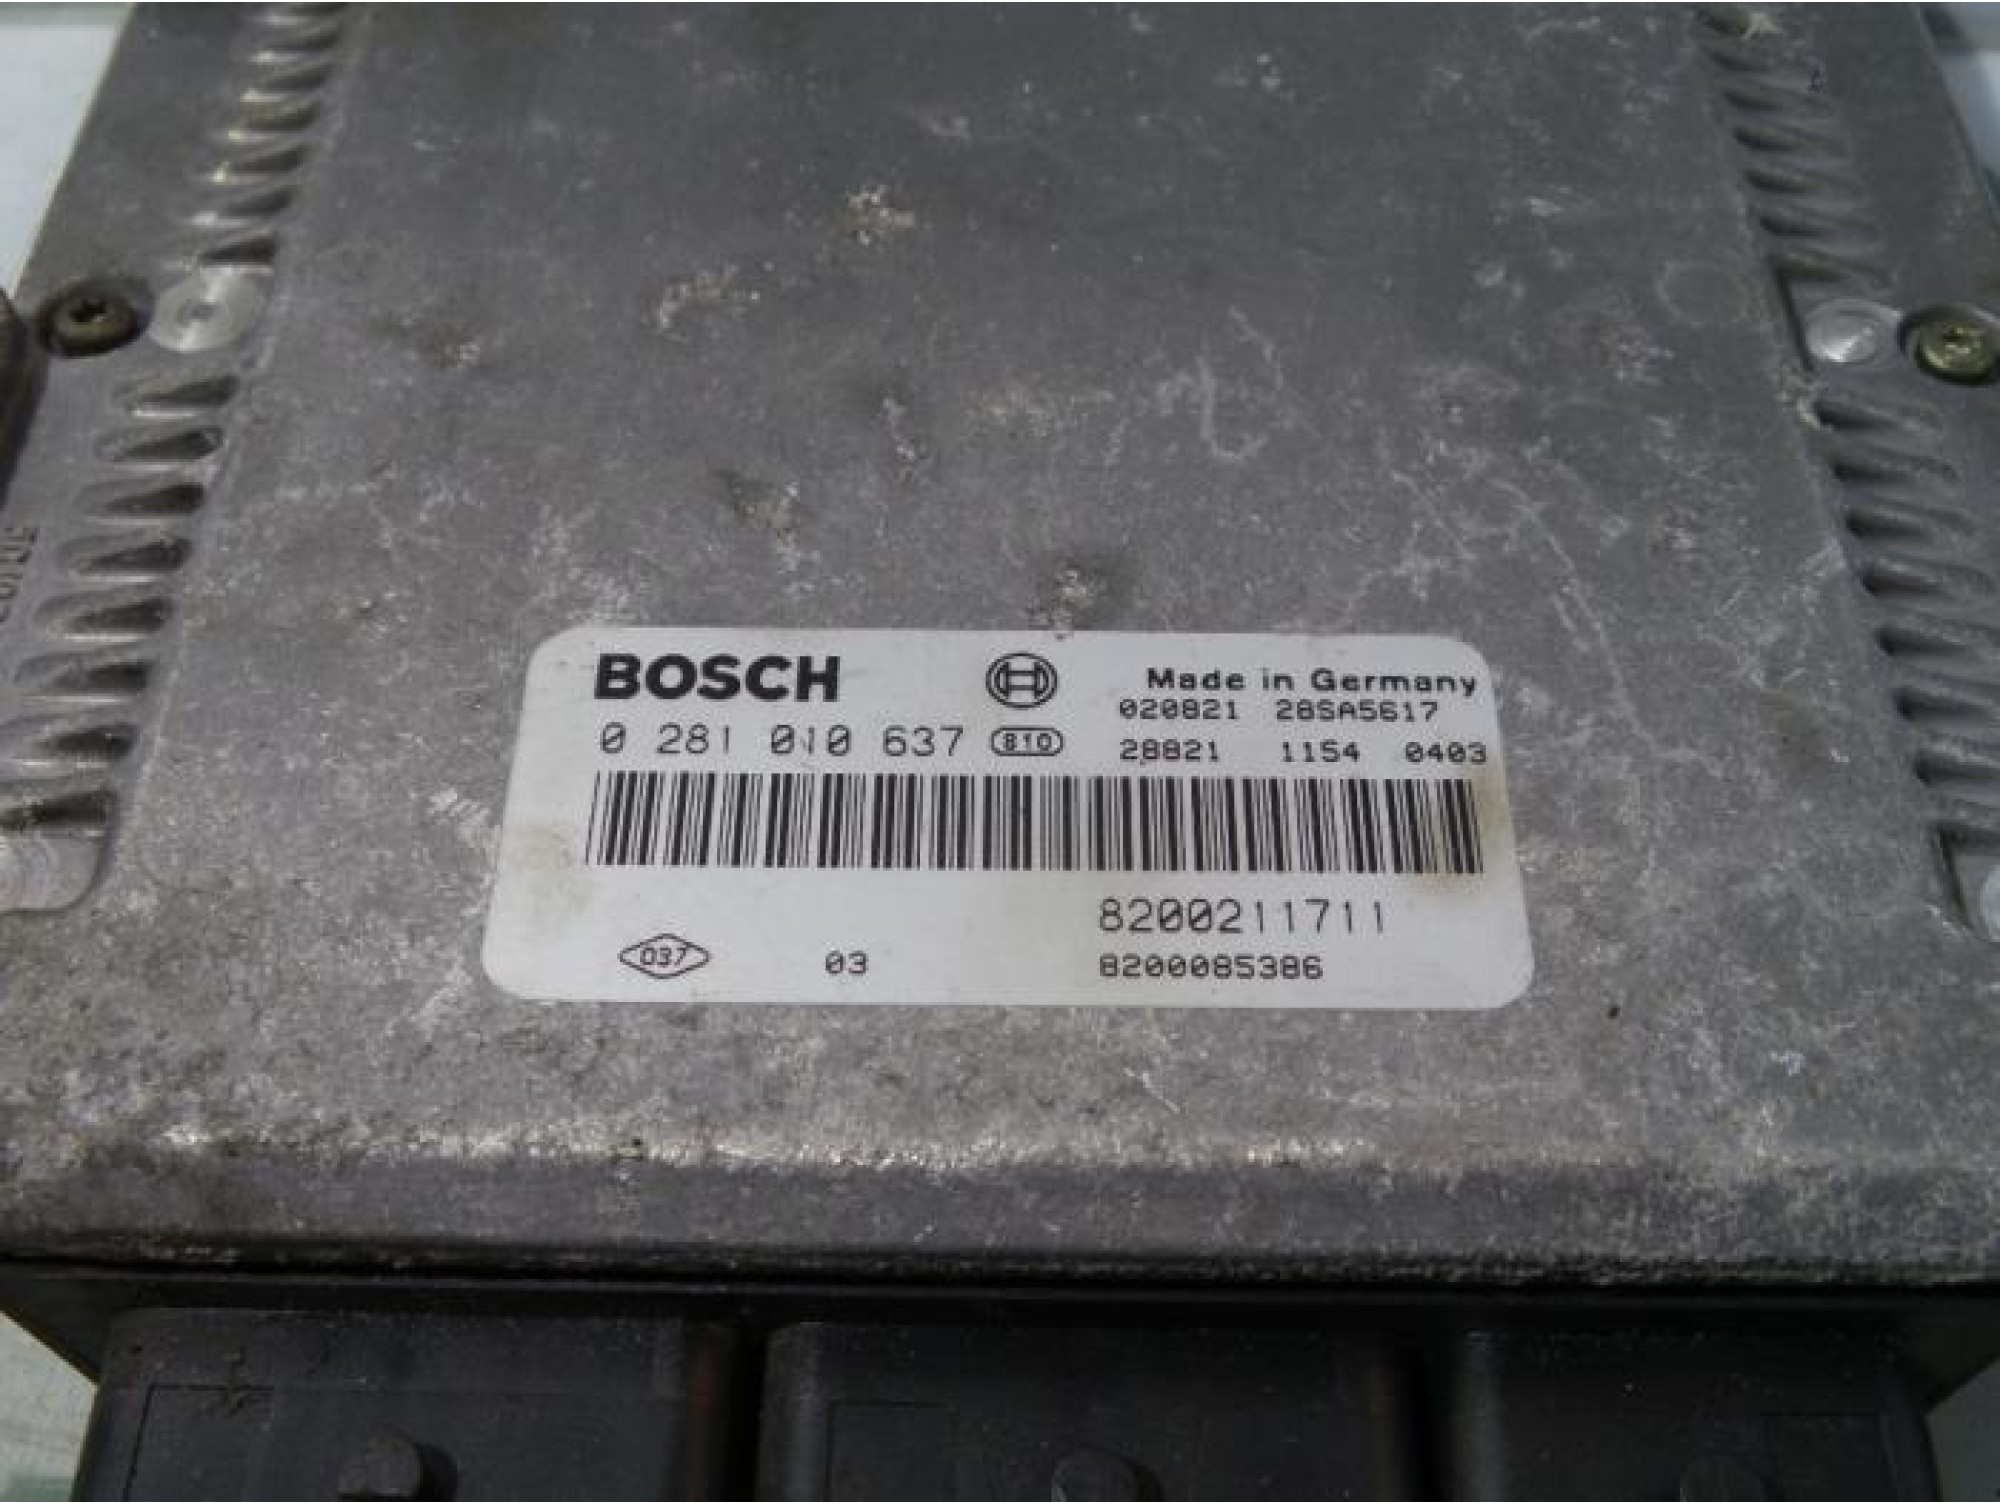 BOSCH
Made in Germany
020821 28SA5617
0 281 010 637 810
28821 1154 0403
8200211711
037 03 8200085386